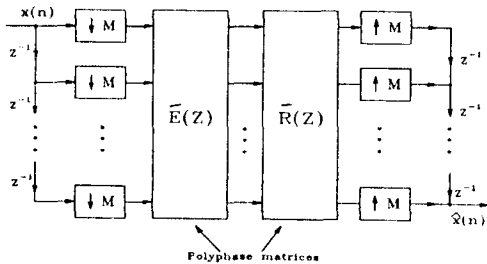 x(n)
↓ M
↑ M
z⁻¹
z⁻¹
↓ M
↑ M
z⁻¹
z⁻¹
Ē(Z)
R̄(Z)
z⁻¹
z⁻¹
↓ M
↑ M
x̂(n)
Polyphase matrices